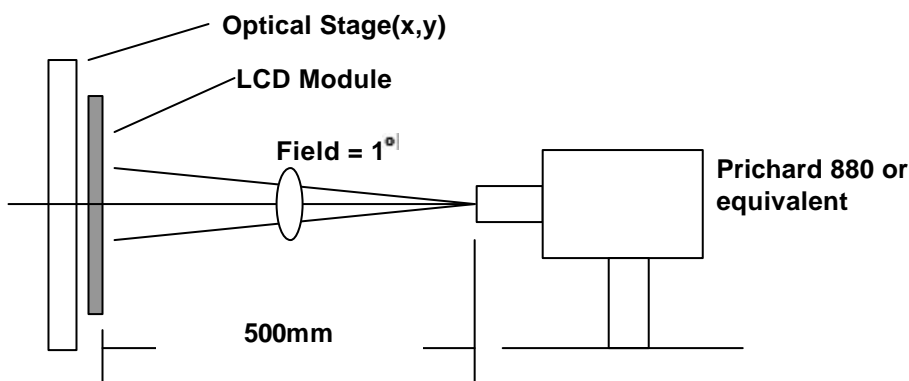 Optical Stage(x,y)
LCD Module
Field = 1°
Prichard 880 or
equivalent
500mm